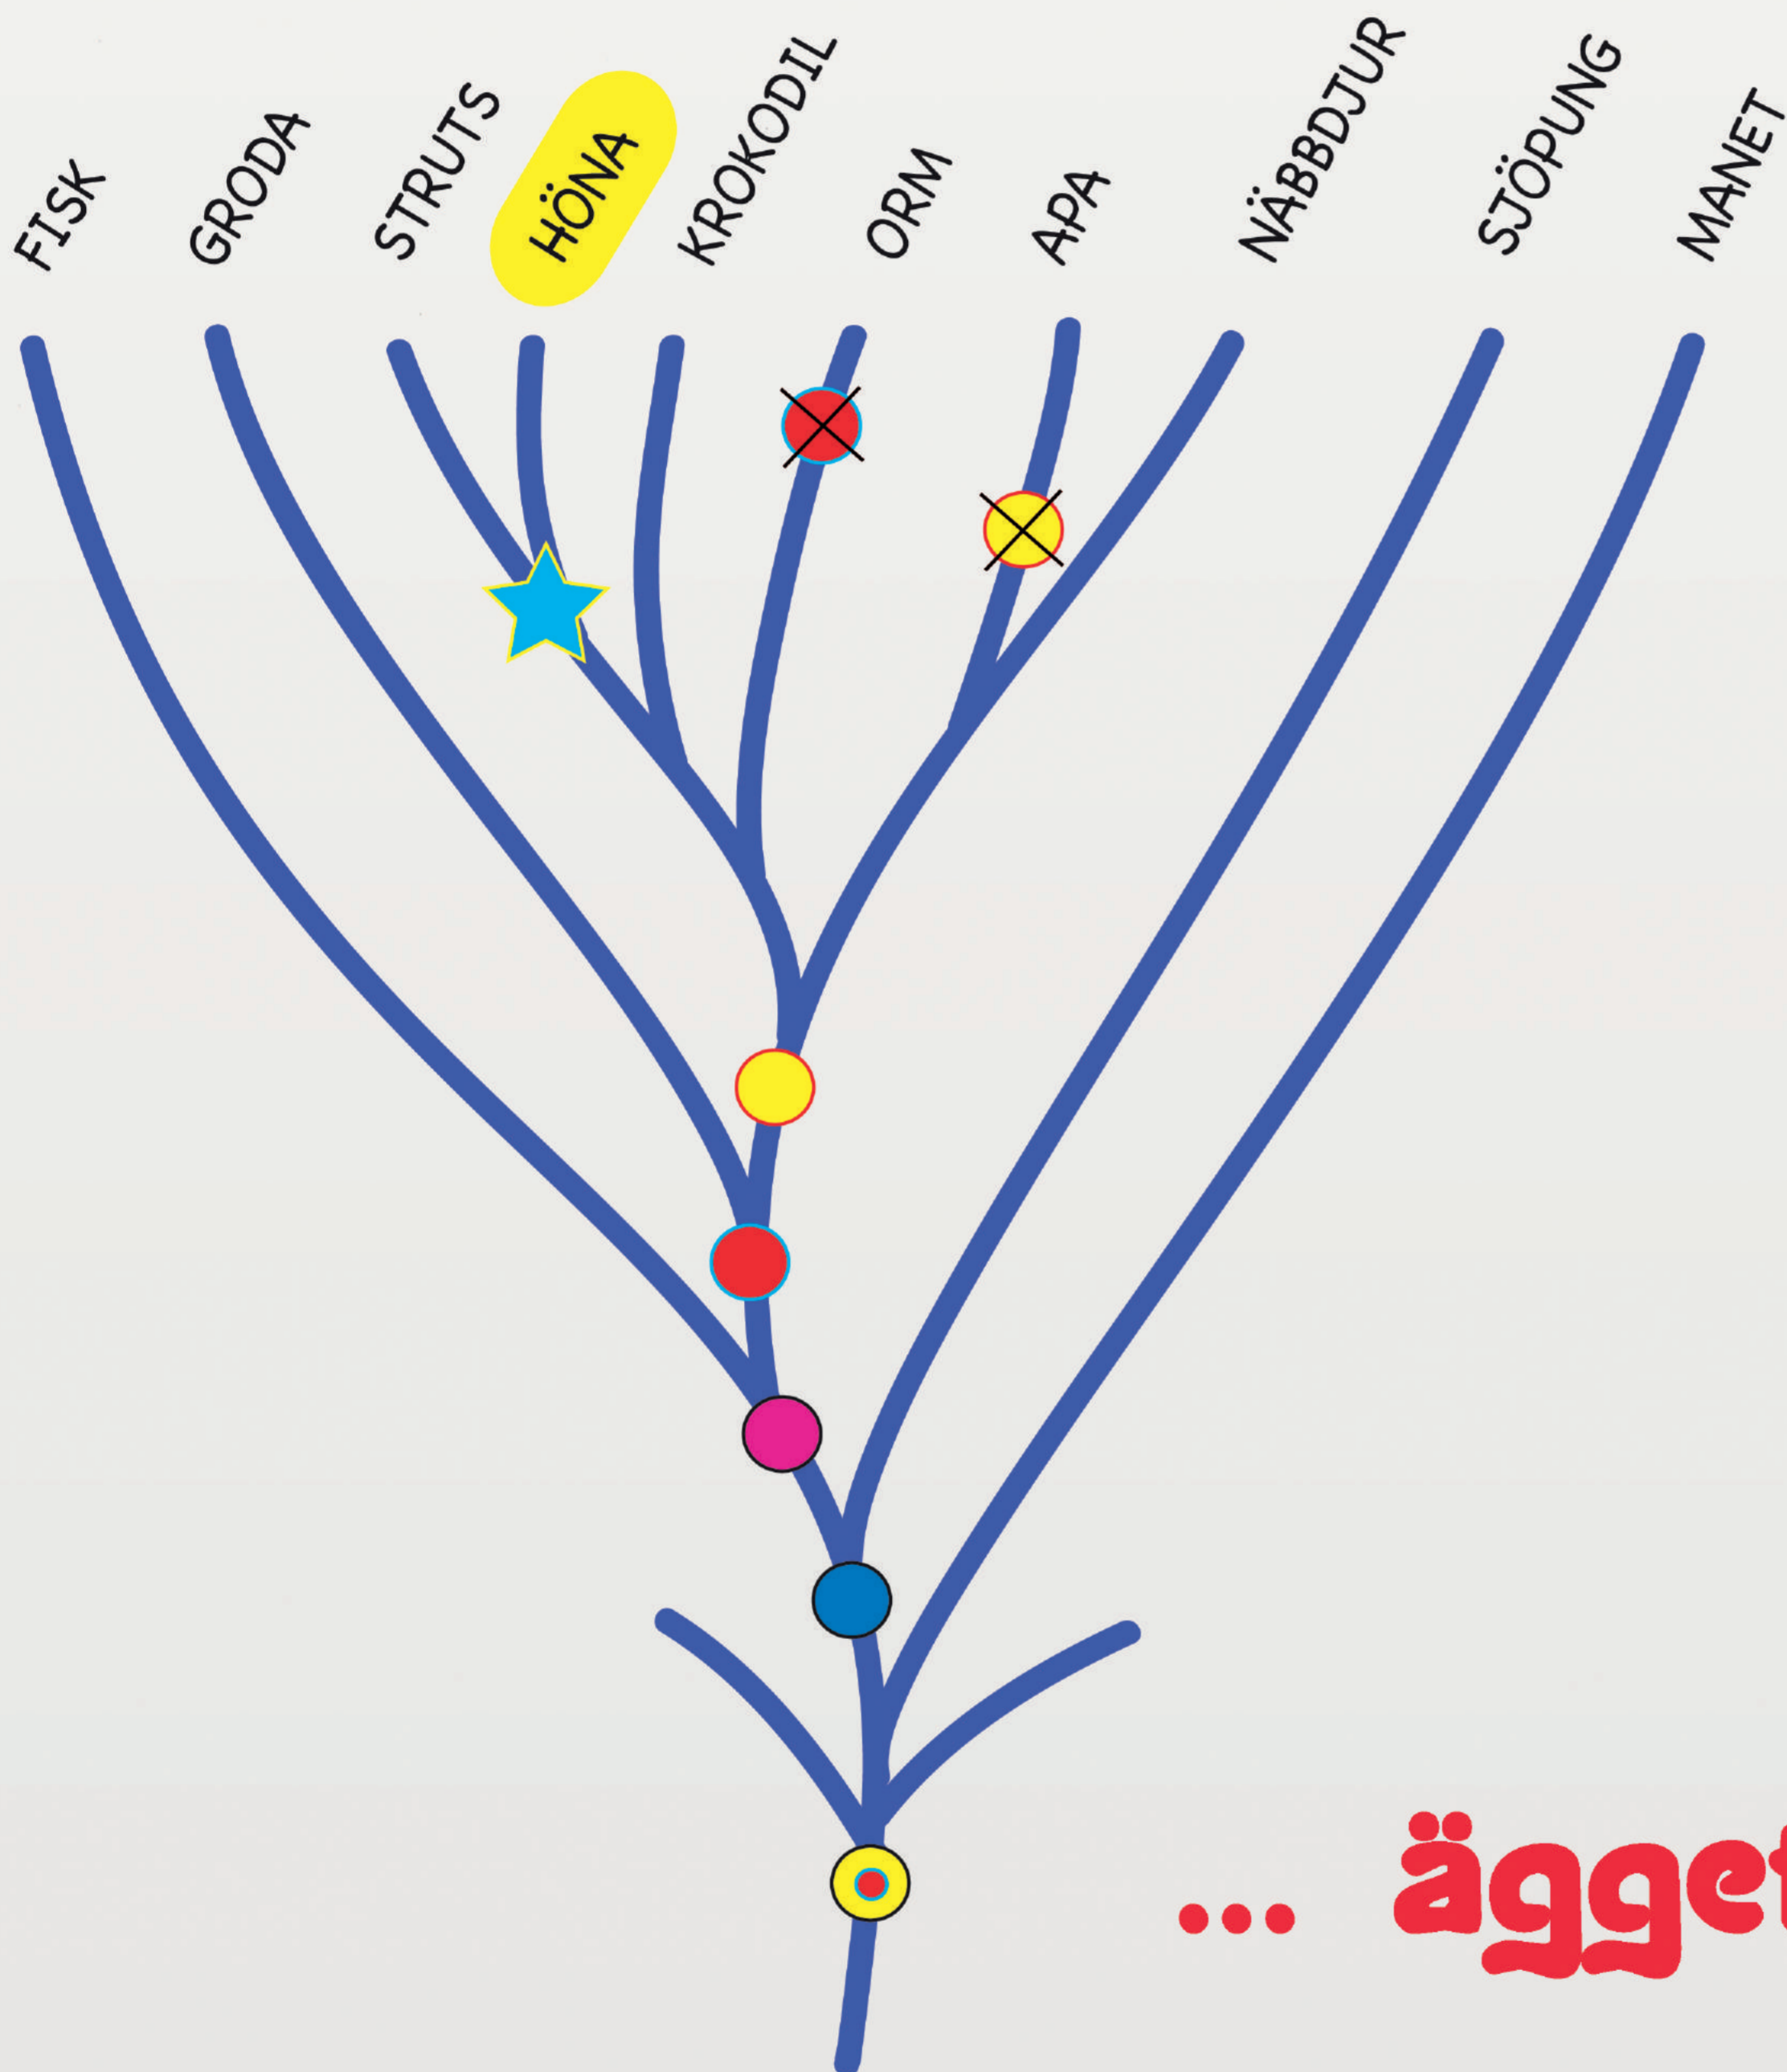 FISK
GRODA
STRUTS
HÖNA
KROKODIL
ORM
APA
NÄBBDJUR
SJÖPUNG
MANET
... ägget